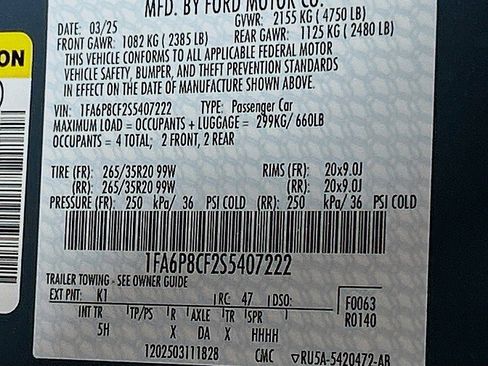 MFD. BY FORD MOTOR CO.
DATE: 03/25 GVWR: 2155 KG ( 4750 LB)
FRONT GAWR: 1082 KG ( 2385 LB) REAR GAWR: 1125 KG ( 2480 LB)
THIS VEHICLE CONFORMS TO ALL APPLICABLE FEDERAL MOTOR
VEHICLE SAFETY, BUMPER, AND THEFT PREVENTION STANDARDS
IN EFFECT ON THE DATE OF MANUFACTURE SHOWN ABOVE.
ON
VIN: 1FA6P8CF2S5407222 TYPE: Passenger Car
MAXIMUM LOAD = OCCUPANTS + LUGGAGE = 299KG/ 660LB
OCCUPANTS = 4 TOTAL; 2 FRONT, 2 REAR
TIRE (FR): 265/35R20 99W RIMS (FR): 20x9.0J
(RR): 265/35R20 99W (RR): 20x9.0J
PRESSURE (FR): 250 kPa/ 36 PSI COLD (RR): 250 kPa/ 36 PSI COLD
1FA6P8CF2S5407222
TRAILER TOWING - SEE OWNER GUIDE
EXT PNT: K1 RC: 47 DSO: F0063
INT TR TP/PS R AXLE TR SPR R0140
5H X DA X HHHH
1202503111828 CMC ▽RU5A-5420472-AB